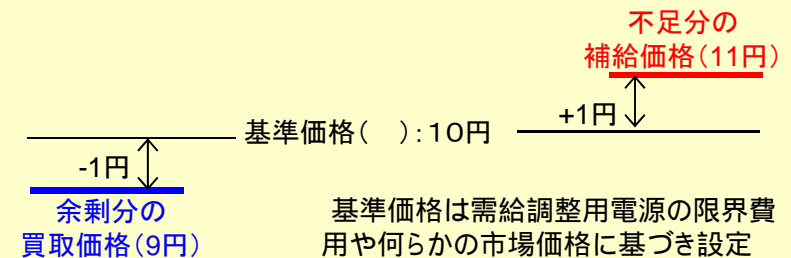 不足分の
補給価格(11円)
基準価格(　):10円
+1円
-1円
余剰分の
買取価格(9円)
基準価格は需給調整用電源の限界費
用や何らかの市場価格に基づき設定